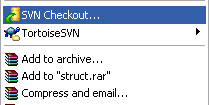 SVN Checkout...
TortoiseSVN
Add to archive...
Add to "struct.rar"
Compress and email...